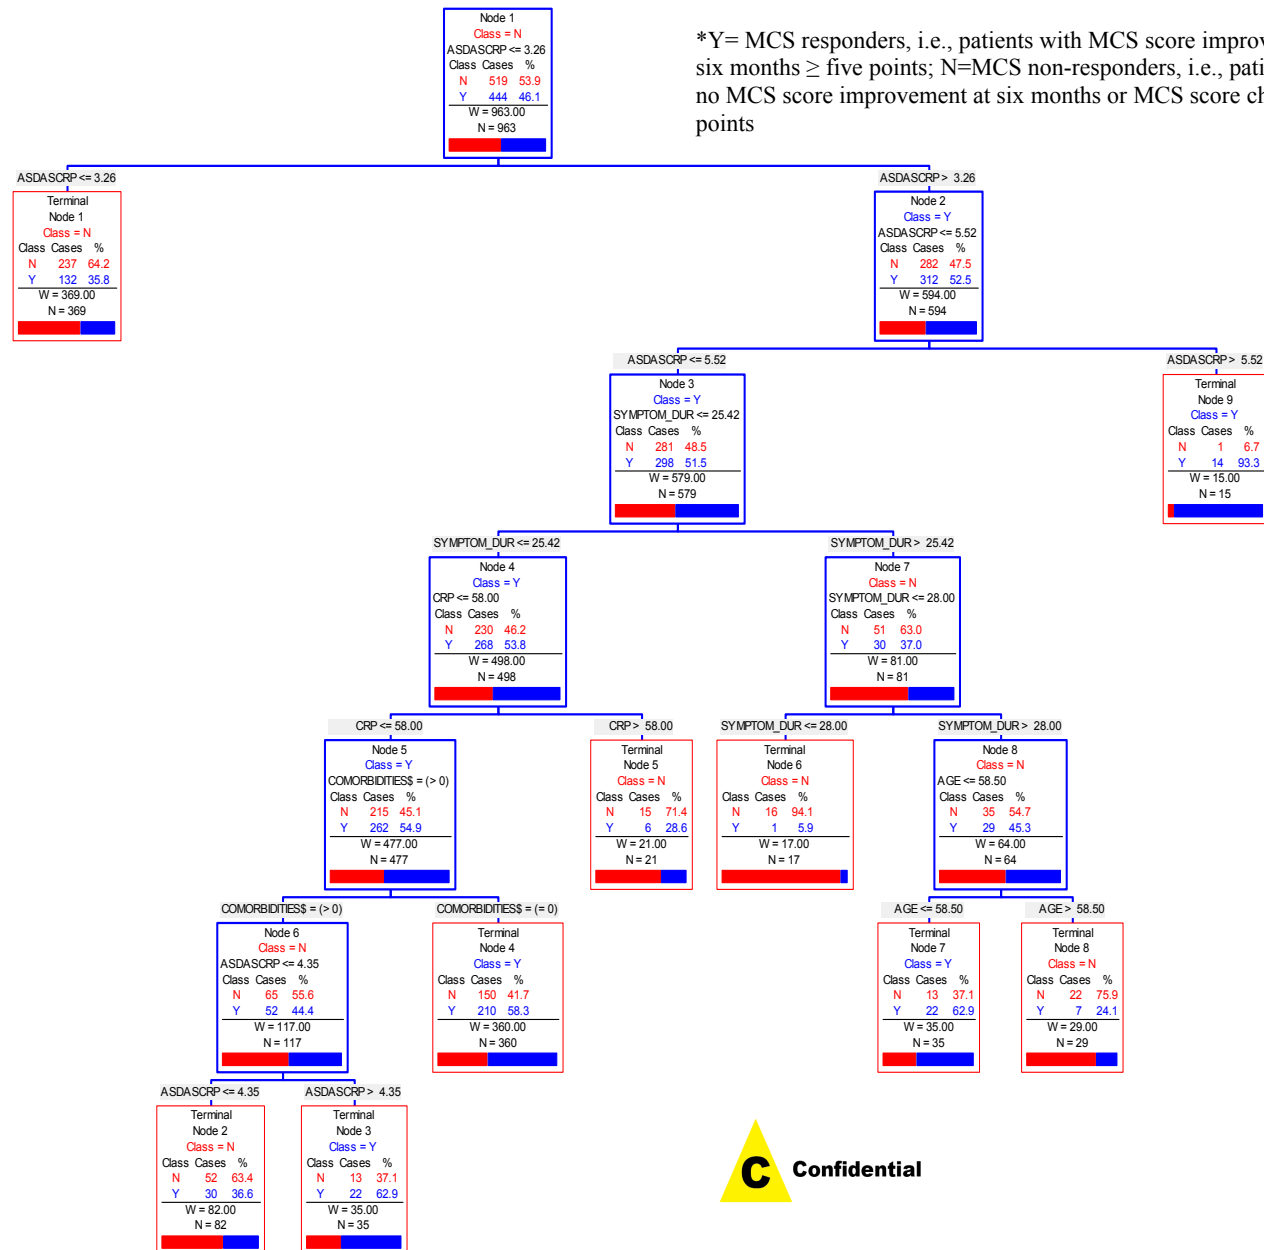 Node 1
Class = N
ASDASCRP <= 3.26
Class Cases %
N 519 53.9
Y 444 46.1
W = 963.00
N = 963
*Y= MCS responders, i.e., patients with MCS score improv
six months ≥ five points; N=MCS non-responders, i.e., pati
no MCS score improvement at six months or MCS score ch
points
ASDASCRP <= 3.26
ASDASCRP > 3.26
Terminal
Node 1
Class = N
Class Cases %
N 237 64.2
Y 132 35.8
W = 369.00
N = 369
Node 2
Class = Y
ASDASCRP <= 5.52
Class Cases %
N 282 47.5
Y 312 52.5
W = 594.00
N = 594
ASDASCRP <= 5.52
ASDASCRP > 5.52
Node 3
Class = Y
SYMPTOM_DUR <= 25.42
Class Cases %
N 281 48.5
Y 298 51.5
W = 579.00
N = 579
Terminal
Node 9
Class = Y
Class Cases %
N 1 6.7
Y 14 93.3
W = 15.00
N = 15
SYMPTOM_DUR <= 25.42
SYMPTOM_DUR > 25.42
Node 4
Class = Y
CRP <= 58.00
Class Cases %
N 230 46.2
Y 268 53.8
W = 498.00
N = 498
Node 7
Class = N
SYMPTOM_DUR <= 28.00
Class Cases %
N 51 63.0
Y 30 37.0
W = 81.00
N = 81
CRP <= 58.00
CRP > 58.00
SYMPTOM_DUR <= 28.00
SYMPTOM_DUR > 28.00
Node 5
Class = Y
COMORBIDITIES$ = (> 0)
Class Cases %
N 215 45.1
Y 262 54.9
W = 477.00
N = 477
Terminal
Node 5
Class = N
Class Cases %
N 15 71.4
Y 6 28.6
W = 21.00
N = 21
Terminal
Node 6
Class = N
Class Cases %
N 16 94.1
Y 1 5.9
W = 17.00
N = 17
Node 8
Class = N
AGE <= 58.50
Class Cases %
N 35 54.7
Y 29 45.3
W = 64.00
N = 64
COMORBIDITIES$ = (> 0)
COMORBIDITIES$ = (= 0)
AGE <= 58.50
AGE > 58.50
Node 6
Class = N
ASDASCRP <= 4.35
Class Cases %
N 65 55.6
Y 52 44.4
W = 117.00
N = 117
Terminal
Node 4
Class = Y
Class Cases %
N 150 41.7
Y 210 58.3
W = 360.00
N = 360
Terminal
Node 7
Class = Y
Class Cases %
N 13 37.1
Y 22 62.9
W = 35.00
N = 35
Terminal
Node 8
Class = N
Class Cases %
N 22 75.9
Y 7 24.1
W = 29.00
N = 29
ASDASCRP <= 4.35
ASDASCRP > 4.35
Terminal
Node 2
Class = N
Class Cases %
N 52 63.4
Y 30 36.6
W = 82.00
N = 82
Terminal
Node 3
Class = Y
Class Cases %
N 13 37.1
Y 22 62.9
W = 35.00
N = 35
C Confidential